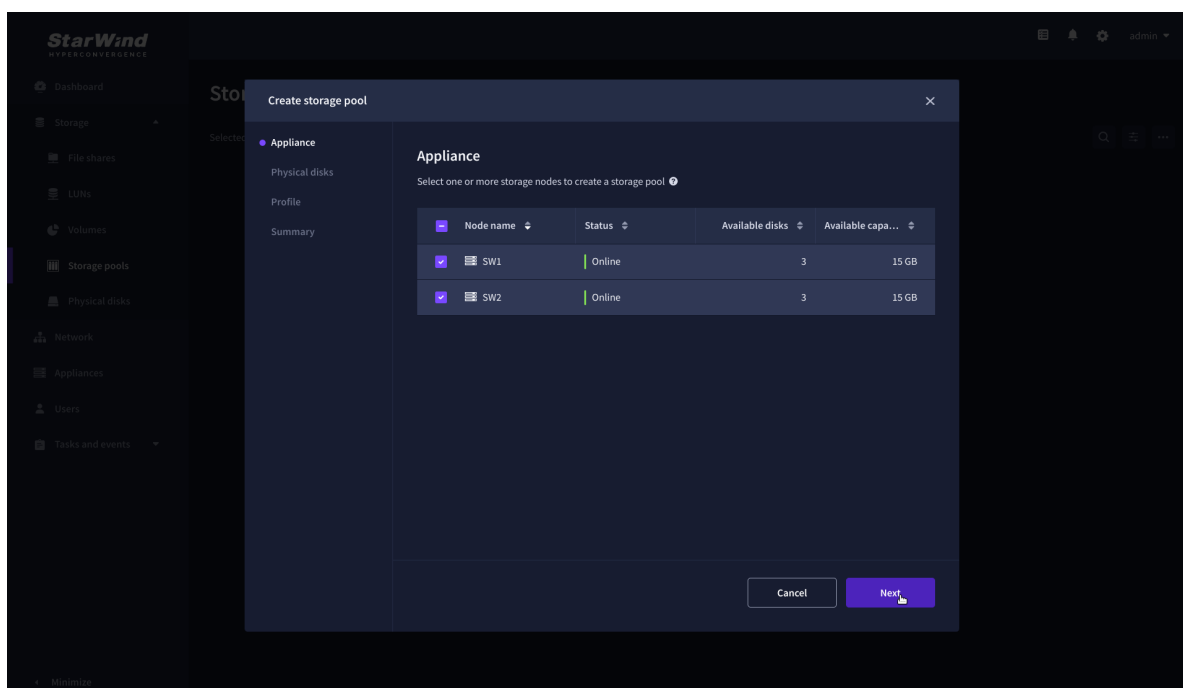 StarWind
HYPERCONVERGENCE
admin
Dashboard
Storage
File shares
LUNs
Volumes
Storage pools
Physical disks
Network
Appliances
Users
Tasks and events
Minimize
Stor
Selected
Create storage pool
Appliance
Physical disks
Profile
Summary
Appliance
Select one or more storage nodes to create a storage pool
Node name Status Available disks Available capa...
SW1 Online 3 15 GB
SW2 Online 3 15 GB
Cancel Next